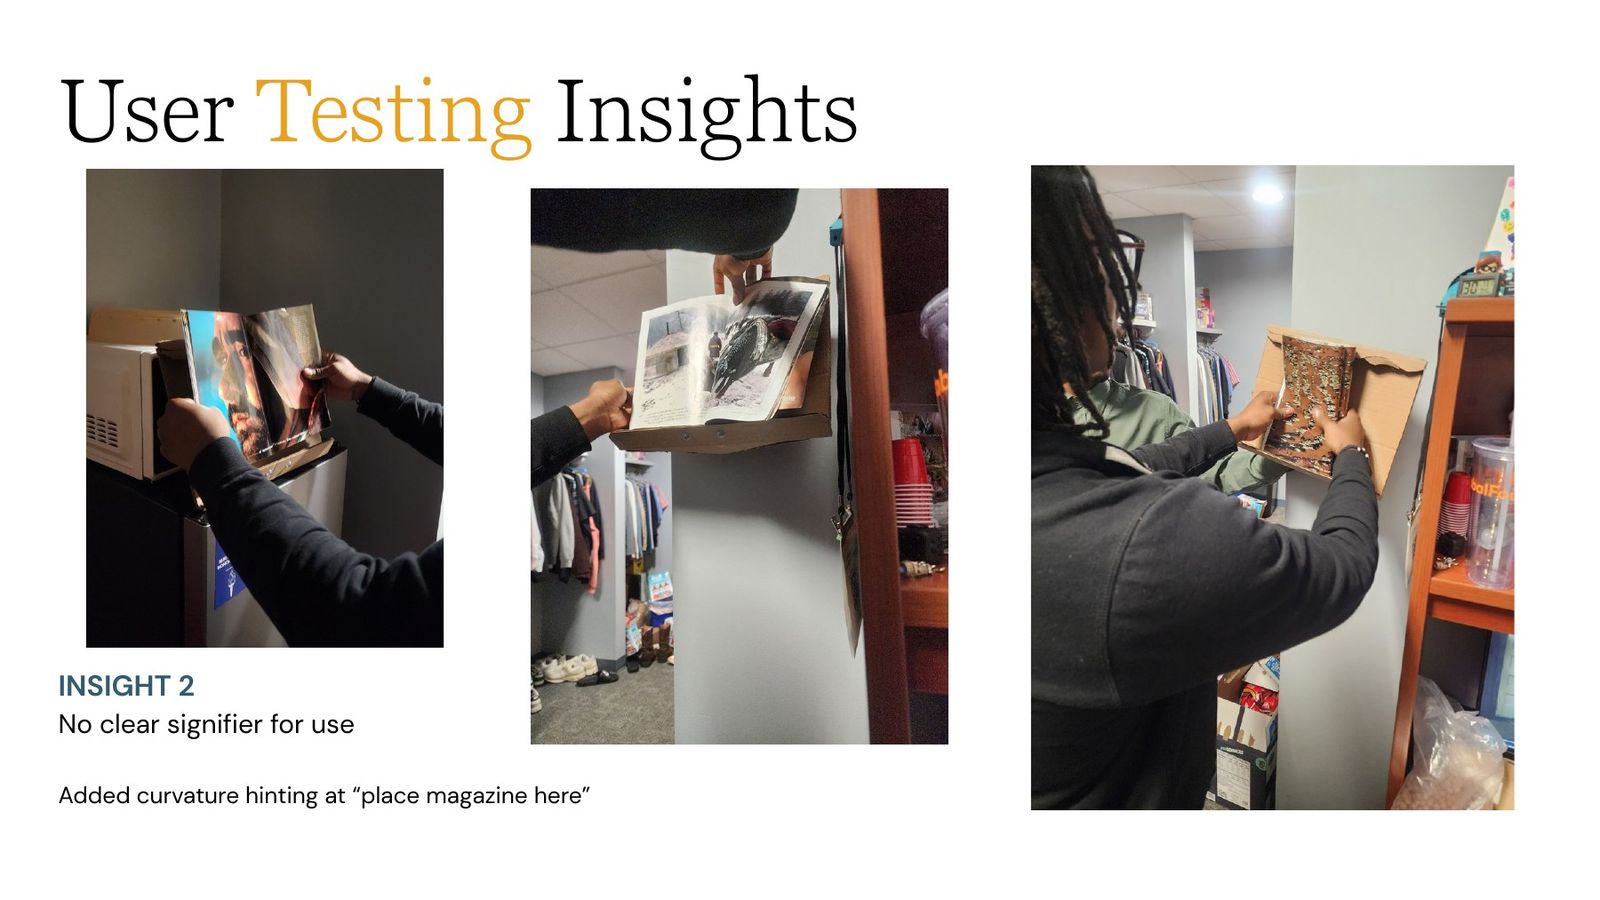 User Testing Insights
INSIGHT 2
No clear signifier for use
Added curvature hinting at “place magazine here”